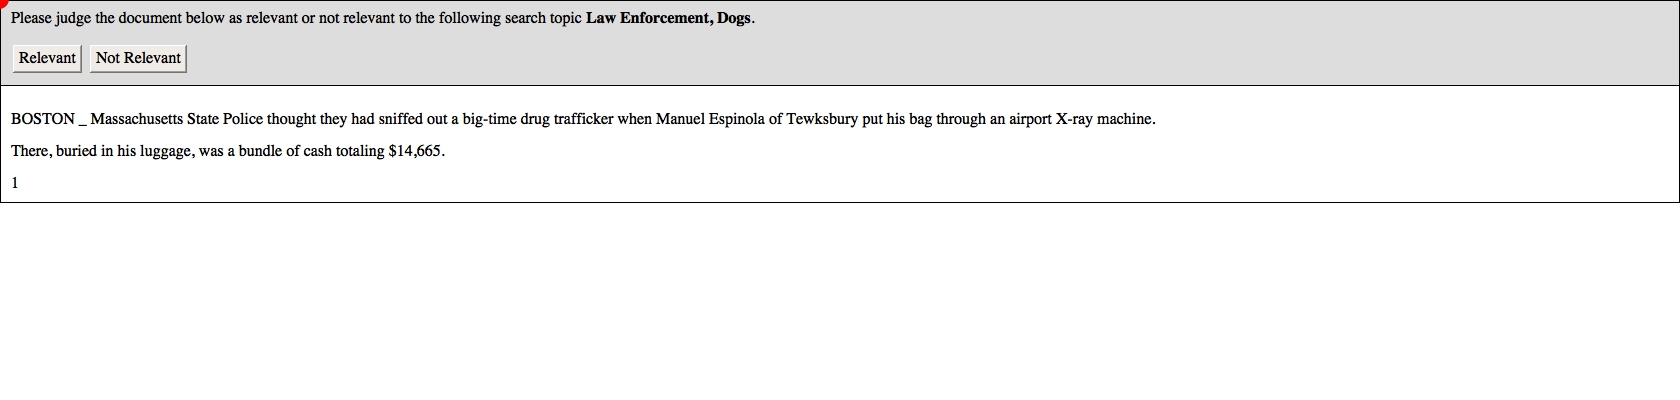 Please judge the document below as relevant or not relevant to the following search topic Law Enforcement, Dogs.
Relevant Not Relevant
BOSTON _ Massachusetts State Police thought they had sniffed out a big-time drug trafficker when Manuel Espinola of Tewksbury put his bag through an airport X-ray machine.
There, buried in his luggage, was a bundle of cash totaling $14,665.
1